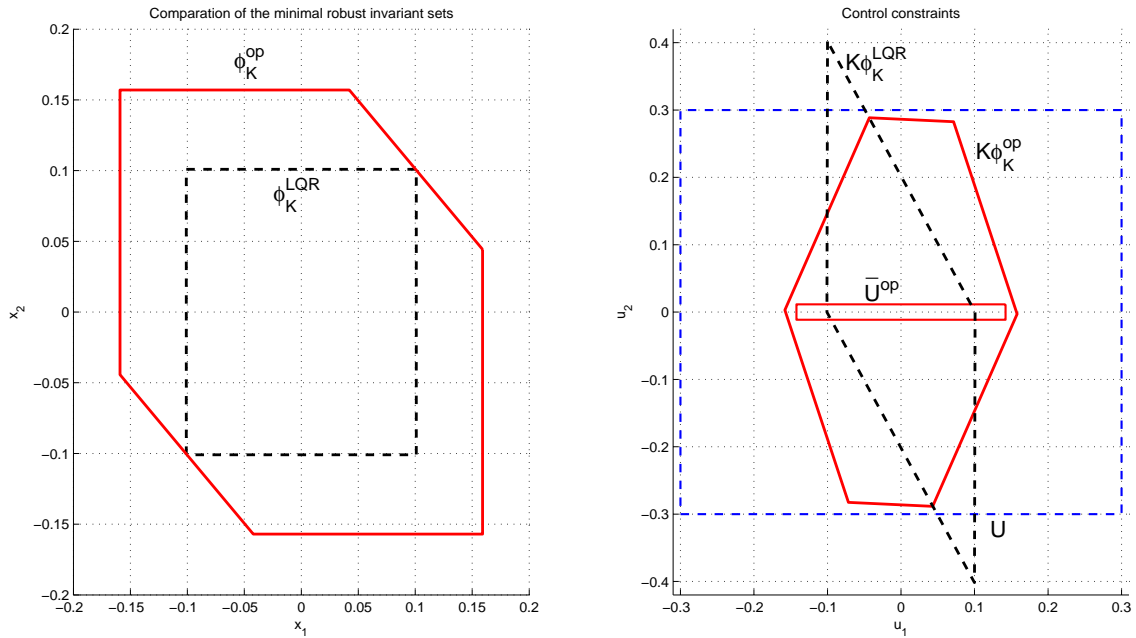 Comparation of the minimal robust invariant sets
ϕ_K^op
ϕ_K^LQR
0.2
0.15
0.1
0.05
0
−0.05
−0.1
−0.15
−0.2
x_2
−0.2 −0.15 −0.1 −0.05 0 0.05 0.1 0.15 0.2
x_1
Control constraints
Kϕ_K^LQR
Kϕ_K^op
U̅^op
U
0.4
0.3
0.2
0.1
0
−0.1
−0.2
−0.3
−0.4
u_2
−0.3 −0.2 −0.1 0 0.1 0.2 0.3
u_1